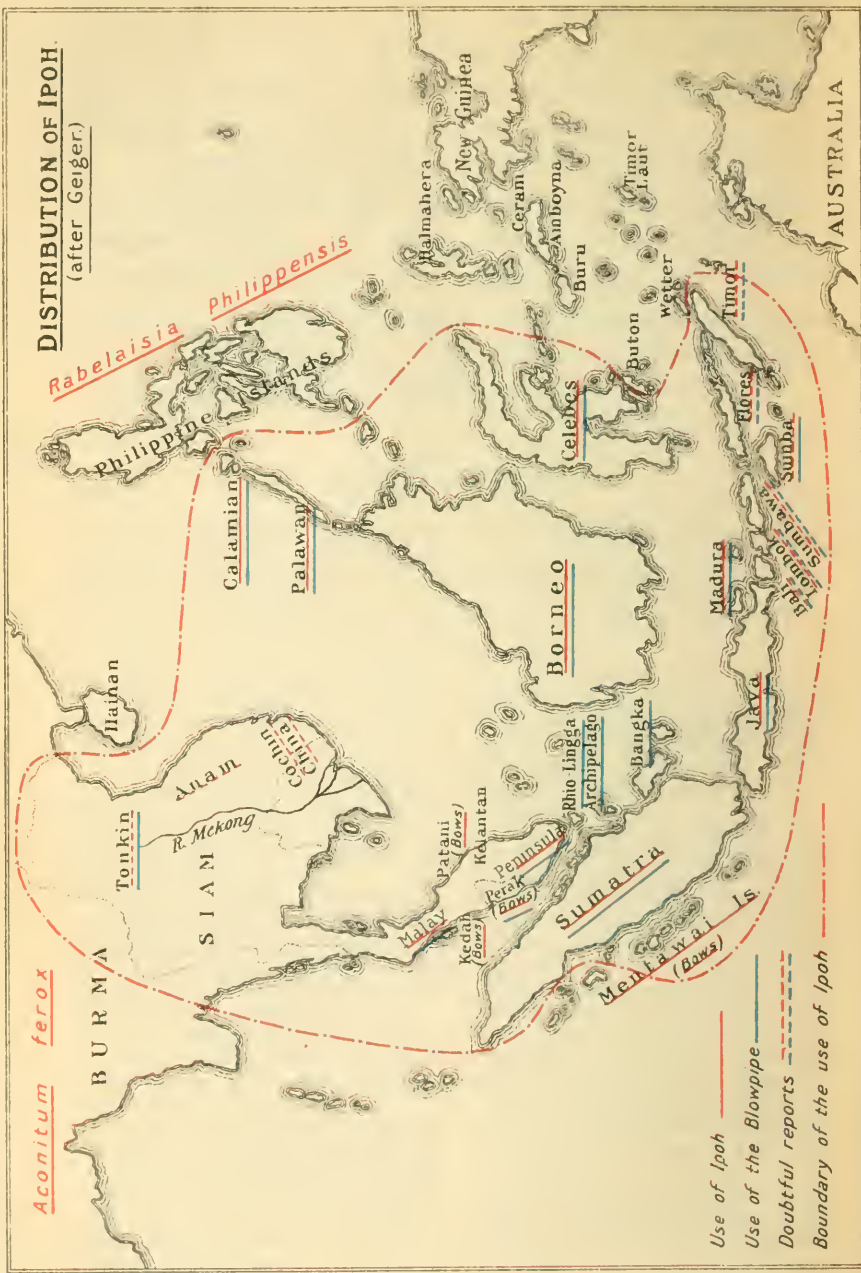 DISTRIBUTION OF IPOH.
(after Geiger.)
Aconitum ferox
Rabelaisia Philippensis
BURMA
SIAM
Tonkin
R. Mekong
Anam
Cochin
China
Hainan
Philippine Islands
Calamian
Palawan
Patani
(Bows)
Kelantan
Malay Peninsula
Kedah
(Bows)
Perak
(Bows)
Rhio-Lingga
Archipelago
Bangka
Sumatra
Mentawai Is.
(Bows)
Borneo
Celebes
Buton
Halmahera
New Guinea
Ceram
Amboyna
Buru
Timor
Laut
Wetter
Timor
Flores
Sumba
Sumbawa
Lombok
Bali
Madura
Java
AUSTRALIA
Use of Ipoh
Use of the Blowpipe
Doubtful reports
Boundary of the use of Ipoh